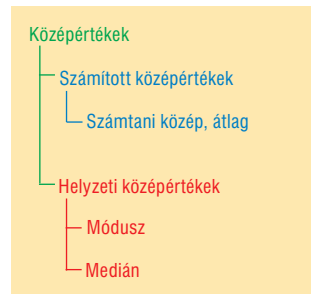 Középértékek
Számított középértékek
Számtani közép, átlag
Helyzeti középértékek
Módusz
Medián